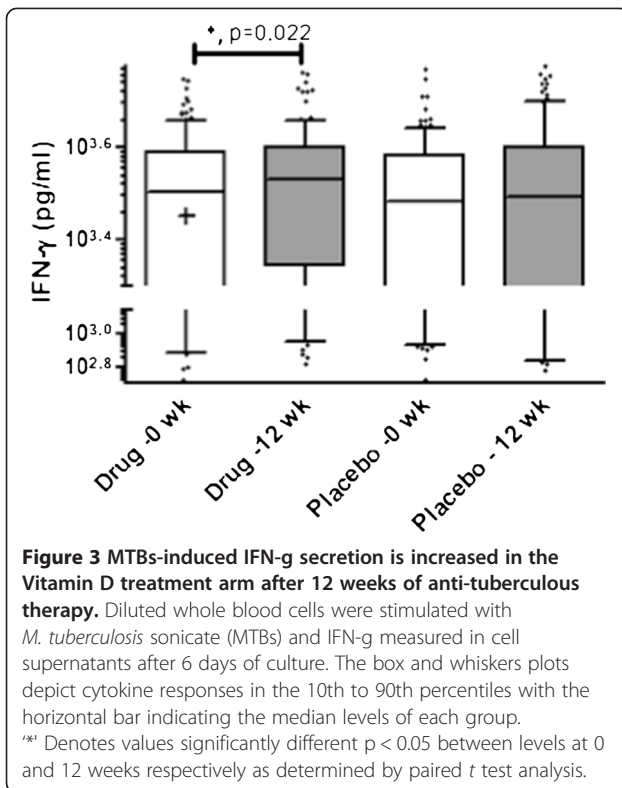 *, p=0.022
IFN-γ (pg/ml)
10^3.6
10^3.4
10^3.0
10^2.8
Drug -0 wk
Drug -12 wk
Placebo -0 wk
Placebo - 12 wk
Figure 3 MTBs-induced IFN-g secretion is increased in the
Vitamin D treatment arm after 12 weeks of anti-tuberculous
therapy. Diluted whole blood cells were stimulated with
M. tuberculosis sonicate (MTBs) and IFN-g measured in cell
supernatants after 6 days of culture. The box and whiskers plots
depict cytokine responses in the 10th to 90th percentiles with the
horizontal bar indicating the median levels of each group.
'*' Denotes values significantly different p < 0.05 between levels at 0
and 12 weeks respectively as determined by paired t test analysis.